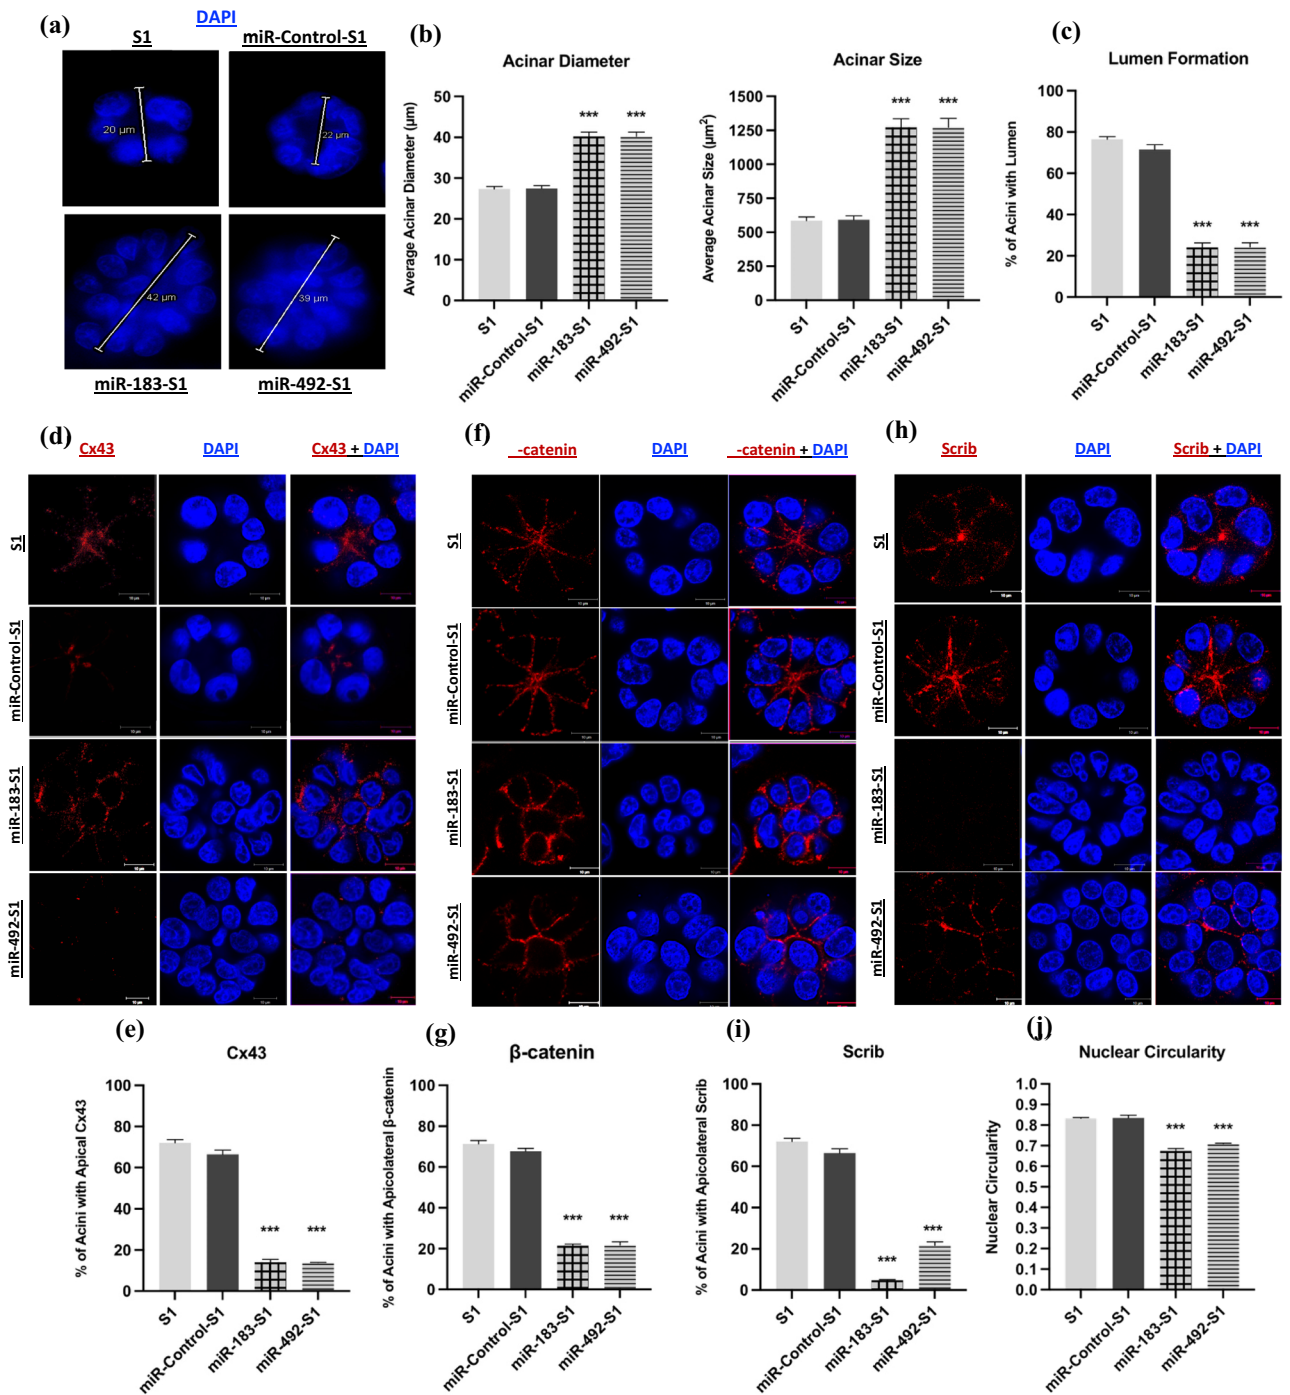 (a)
DAPI
S1
miR-Control-S1
20 µm
22 µm
42 µm
39 µm
miR-183-S1
miR-492-S1
(b)
Acinar Diameter
Average Acinar Diameter (µm)
50
40
30
20
10
0
***
***
S1
miR-Control-S1
miR-183-S1
miR-492-S1
Acinar Size
Average Acinar Size (µm²)
1500
1250
1000
750
500
250
0
***
***
S1
miR-Control-S1
miR-183-S1
miR-492-S1
(c)
Lumen Formation
% of Acini with Lumen
100
80
60
40
20
0
***
***
S1
miR-Control-S1
miR-183-S1
miR-492-S1
(d)
Cx43
DAPI
Cx43 + DAPI
S1
miR-Control-S1
miR-183-S1
miR-492-S1
(f)
-catenin
DAPI
-catenin + DAPI
S1
miR-Control-S1
miR-183-S1
miR-492-S1
(h)
Scrib
DAPI
Scrib + DAPI
S1
miR-Control-S1
miR-183-S1
miR-492-S1
(e)
Cx43
% of Acini with Apical Cx43
100
80
60
40
20
0
***
***
S1
miR-Control-S1
miR-183-S1
miR-492-S1
(g)
β-catenin
% of Acini with Apicolateral β-catenin
100
80
60
40
20
0
***
***
S1
miR-Control-S1
miR-183-S1
miR-492-S1
(i)
Scrib
% of Acini with Apicolateral Scrib
100
80
60
40
20
0
***
***
S1
miR-Control-S1
miR-183-S1
miR-492-S1
(j)
Nuclear Circularity
Nuclear Circularity
1.0
0.9
0.8
0.7
0.6
0.5
0.4
0.3
0.2
0.1
0.0
***
***
S1
miR-Control-S1
miR-183-S1
miR-492-S1